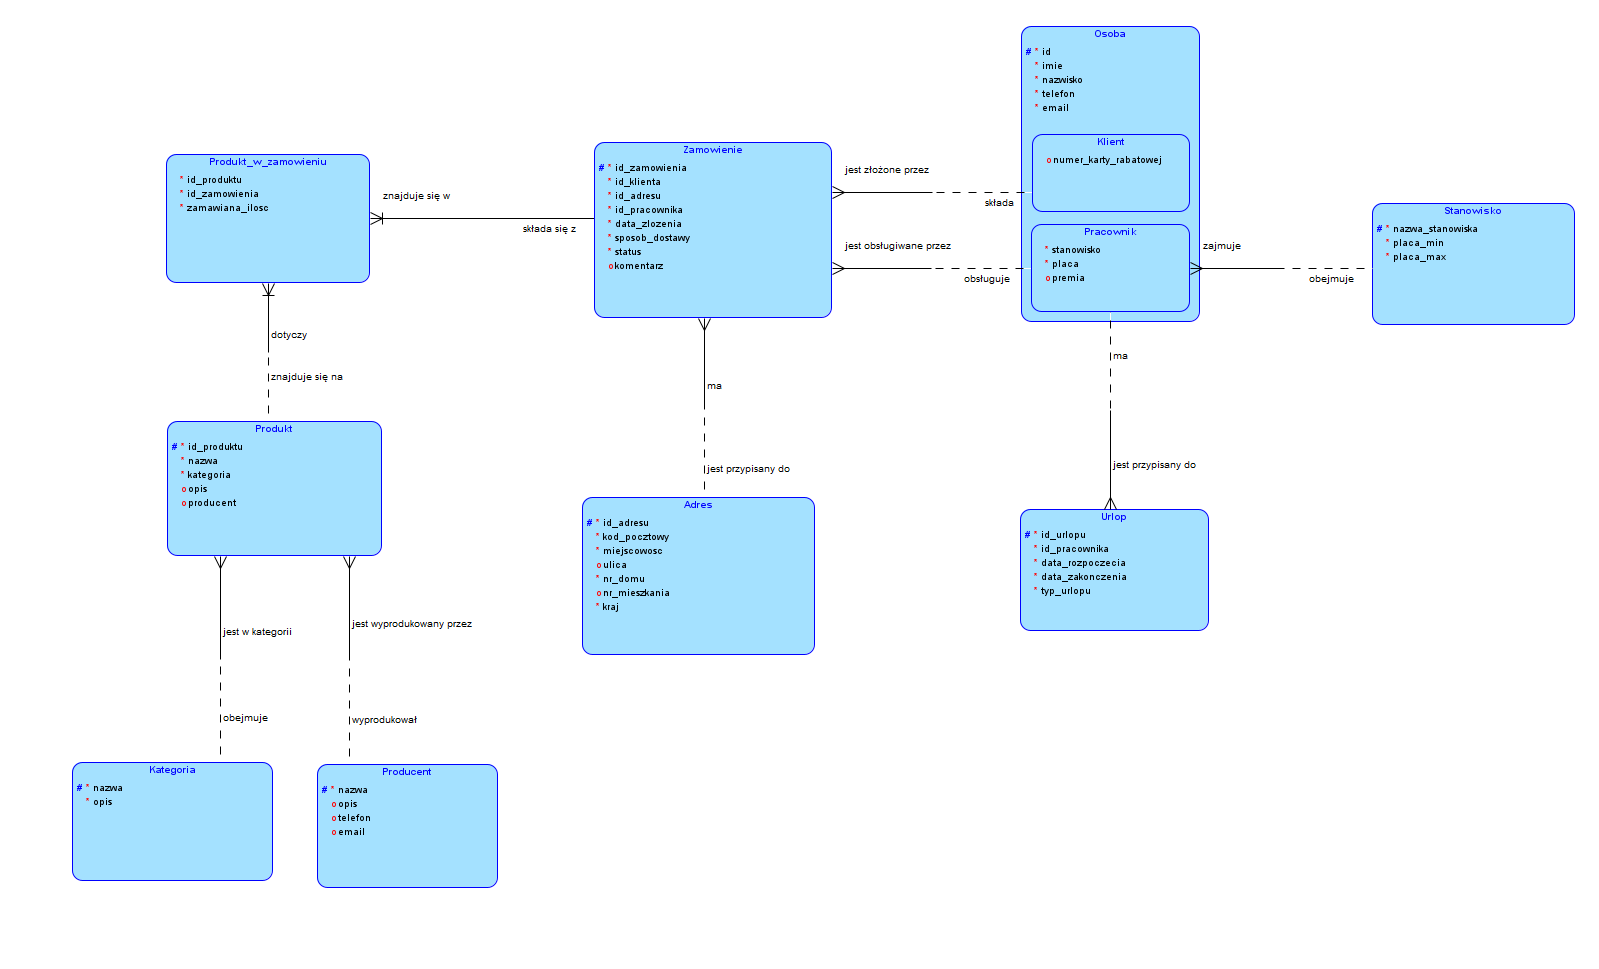 Osoba
# * id
* imie
* nazwisko
* telefon
* email
Klient
o numer_karty_rabatowej
Pracownik
* stanowisko
* placa
o premia
Produkt_w_zamowieniu
* id_produktu
* id_zamowienia
* zamawiana_ilosc
znajduje się w
składa się z
Zamowienie
# * id_zamowienia
* id_klienta
* id_adresu
* id_pracownika
* data_zlozenia
* sposob_dostawy
* status
o komentarz
jest złożone przez
składa
jest obsługiwane przez
obsługuje
zajmuje
obejmuje
Stanowisko
# * nazwa_stanowiska
* placa_min
* placa_max
dotyczy
znajduje się na
ma
jest przypisany do
ma
jest przypisany do
Produkt
# * id_produktu
* nazwa
* kategoria
o opis
o producent
Adres
# * id_adresu
* kod_pocztowy
* miejscowosc
o ulica
* nr_domu
o nr_mieszkania
* kraj
Urlop
# * id_urlopu
* id_pracownika
* data_rozpoczecia
* data_zakonczenia
* typ_urlopu
jest w kategorii
obejmuje
jest wyprodukowany przez
wyprodukował
Kategoria
# * nazwa
* opis
Producent
# * nazwa
o opis
o telefon
o email